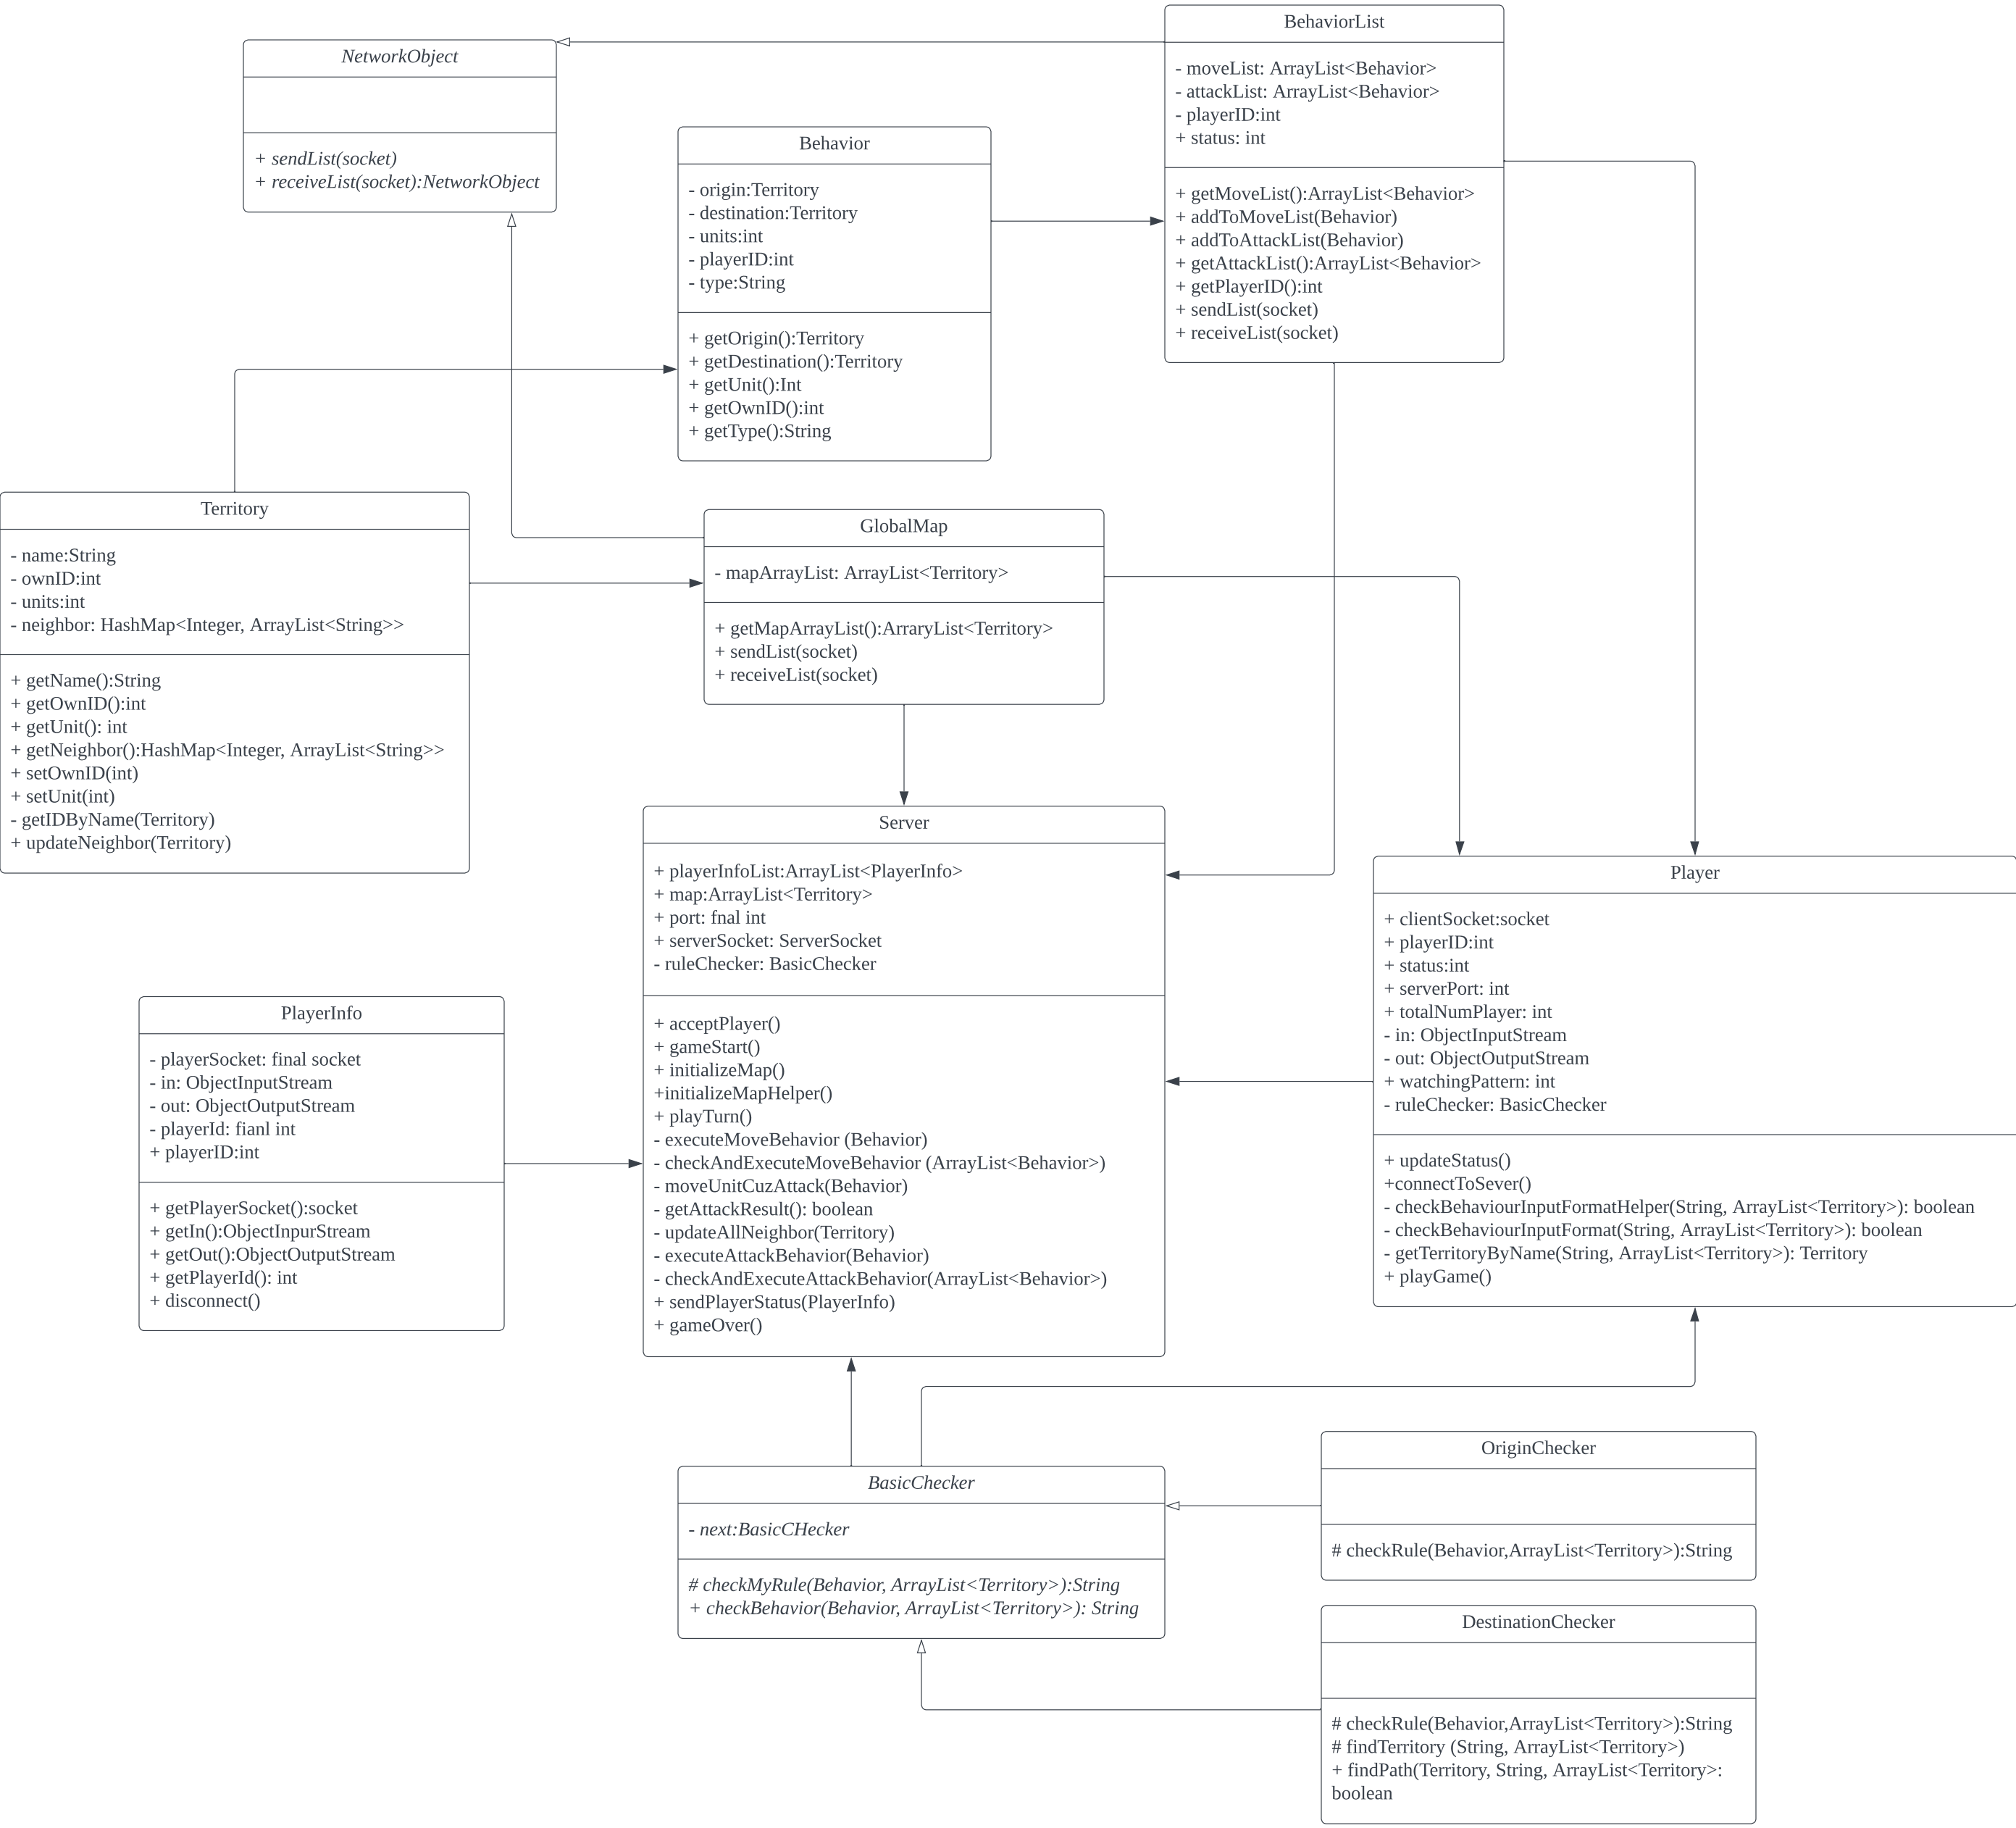 NetworkObject
+ sendList(socket)
+ receiveList(socket):NetworkObject
BehaviorList
- moveList: ArrayList<Behavior>
- attackList: ArrayList<Behavior>
- playerID:int
+ status: int
+ getMoveList():ArrayList<Behavior>
+ addToMoveList(Behavior)
+ addToAttackList(Behavior)
+ getAttackList():ArrayList<Behavior>
+ getPlayerID():int
+ sendList(socket)
+ receiveList(socket)
Behavior
- origin:Territory
- destination:Territory
- units:int
- playerID:int
- type:String
+ getOrigin():Territory
+ getDestination():Territory
+ getUnit():Int
+ getOwnID():int
+ getType():String
Territory
- name:String
- ownID:int
- units:int
- neighbor: HashMap<Integer, ArrayList<String>>
+ getName():String
+ getOwnID():int
+ getUnit(): int
+ getNeighbor():HashMap<Integer, ArrayList<String>>
+ setOwnID(int)
+ setUnit(int)
- getIDByName(Territory)
+ updateNeighbor(Territory)
GlobalMap
- mapArrayList: ArrayList<Territory>
+ getMapArrayList():ArraryList<Territory>
+ sendList(socket)
+ receiveList(socket)
Server
+ playerInfoList:ArrayList<PlayerInfo>
+ map:ArrayList<Territory>
+ port: fnal int
+ serverSocket: ServerSocket
- ruleChecker: BasicChecker
+ acceptPlayer()
+ gameStart()
+ initializeMap()
+initializeMapHelper()
+ playTurn()
- executeMoveBehavior (Behavior)
- checkAndExecuteMoveBehavior (ArrayList<Behavior>)
- moveUnitCuzAttack(Behavior)
- getAttackResult(): boolean
- updateAllNeighbor(Territory)
- executeAttackBehavior(Behavior)
- checkAndExecuteAttackBehavior(ArrayList<Behavior>)
+ sendPlayerStatus(PlayerInfo)
+ gameOver()
Player
+ clientSocket:socket
+ playerID:int
+ status:int
+ serverPort: int
+ totalNumPlayer: int
- in: ObjectInputStream
- out: ObjectOutputStream
+ watchingPattern: int
- ruleChecker: BasicChecker
+ updateStatus()
+connectToSever()
- checkBehaviourInputFormatHelper(String, ArrayList<Territory>): boolean
- checkBehaviourInputFormat(String, ArrayList<Territory>): boolean
- getTerritoryByName(String, ArrayList<Territory>): Territory
+ playGame()
PlayerInfo
- playerSocket: final socket
- in: ObjectInputStream
- out: ObjectOutputStream
- playerId: fianl int
+ playerID:int
+ getPlayerSocket():socket
+ getIn():ObjectInpurStream
+ getOut():ObjectOutputStream
+ getPlayerId(): int
+ disconnect()
BasicChecker
- next:BasicCHecker
# checkMyRule(Behavior, ArrayList<Territory>):String
+ checkBehavior(Behavior, ArrayList<Territory>): String
OriginChecker
# checkRule(Behavior,ArrayList<Territory>):String
DestinationChecker
# checkRule(Behavior,ArrayList<Territory>):String
# findTerritory (String, ArrayList<Territory>)
+ findPath(Territory, String, ArrayList<Territory>:
boolean